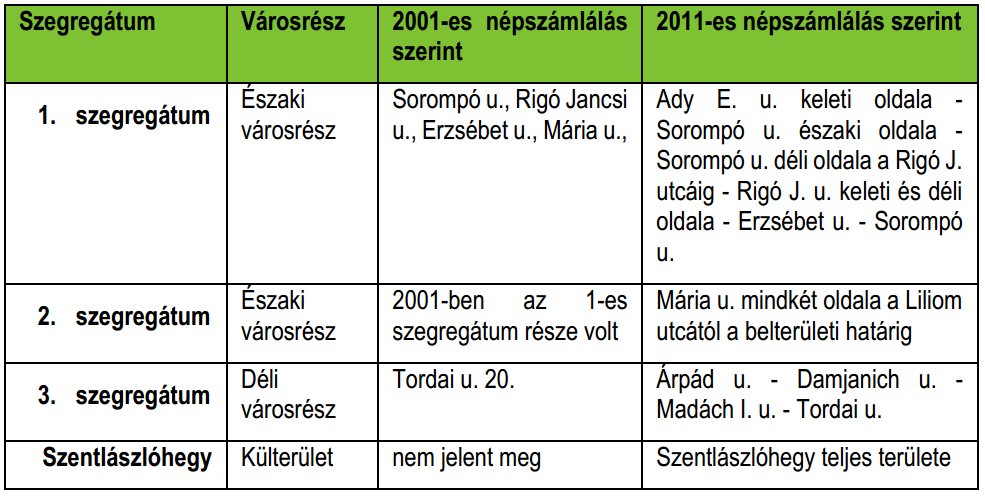 Szegregátum
Városrész
2001-es népszámlálás
szerint
2011-es népszámlálás szerint
1. szegregátum
Északi
városrész
Sorompó u., Rigó Jancsi
u., Erzsébet u., Mária u.,
Ady E. u. keleti oldala -
Sorompó u. északi oldala -
Sorompó u. déli oldala a Rigó J.
utcáig - Rigó J. u. keleti és déli
oldala - Erzsébet u. - Sorompó
u.
2. szegregátum
Északi
városrész
2001-ben az 1-es
szegregátum része volt
Mária u. mindkét oldala a Liliom
utcától a belterületi határig
3. szegregátum
Déli
városrész
Tordai u. 20.
Árpád u. - Damjanich u. -
Madách I. u. - Tordai u.
Szentlászlóhegy
Külterület
nem jelent meg
Szentlászlóhegy teljes területe